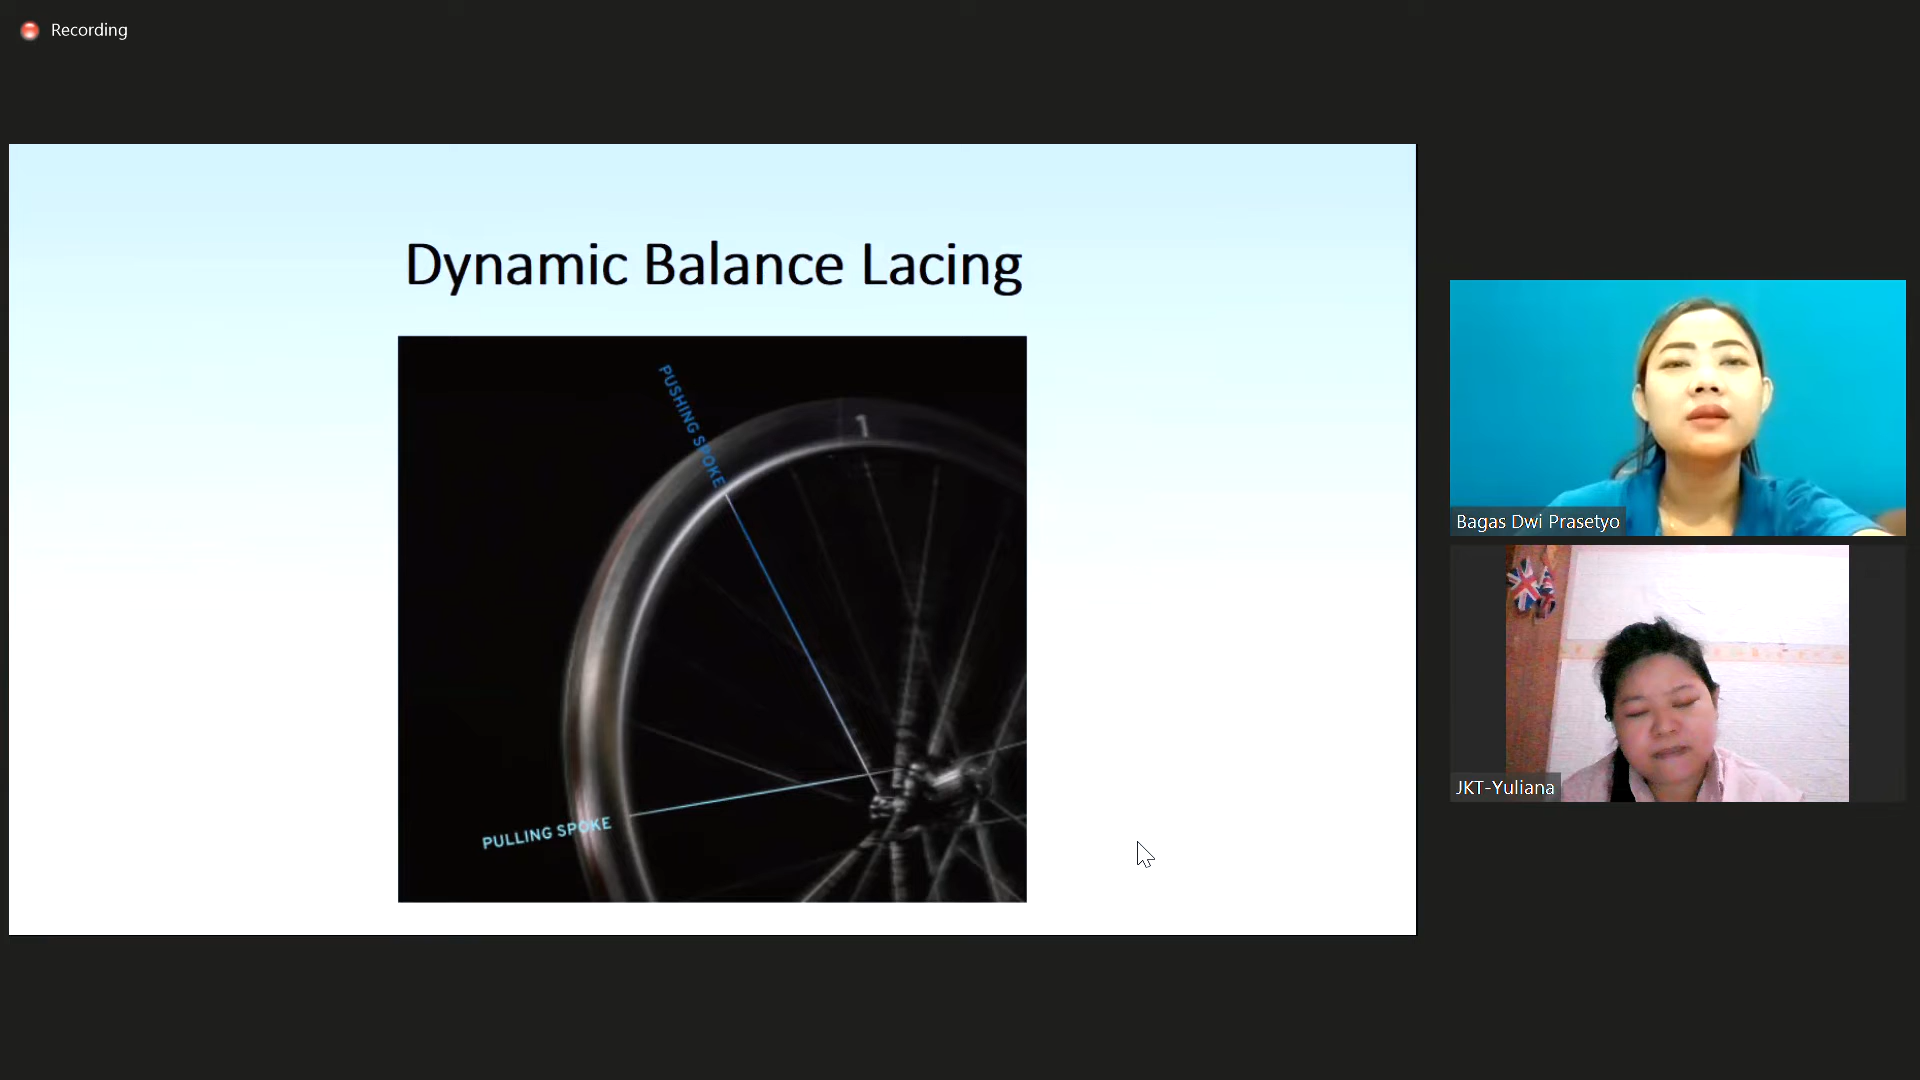 Recording
Dynamic Balance Lacing
PUSHING SPOKE
1
PULLING SPOKE
Bagas Dwi Prasetyo
JKT-Yuliana